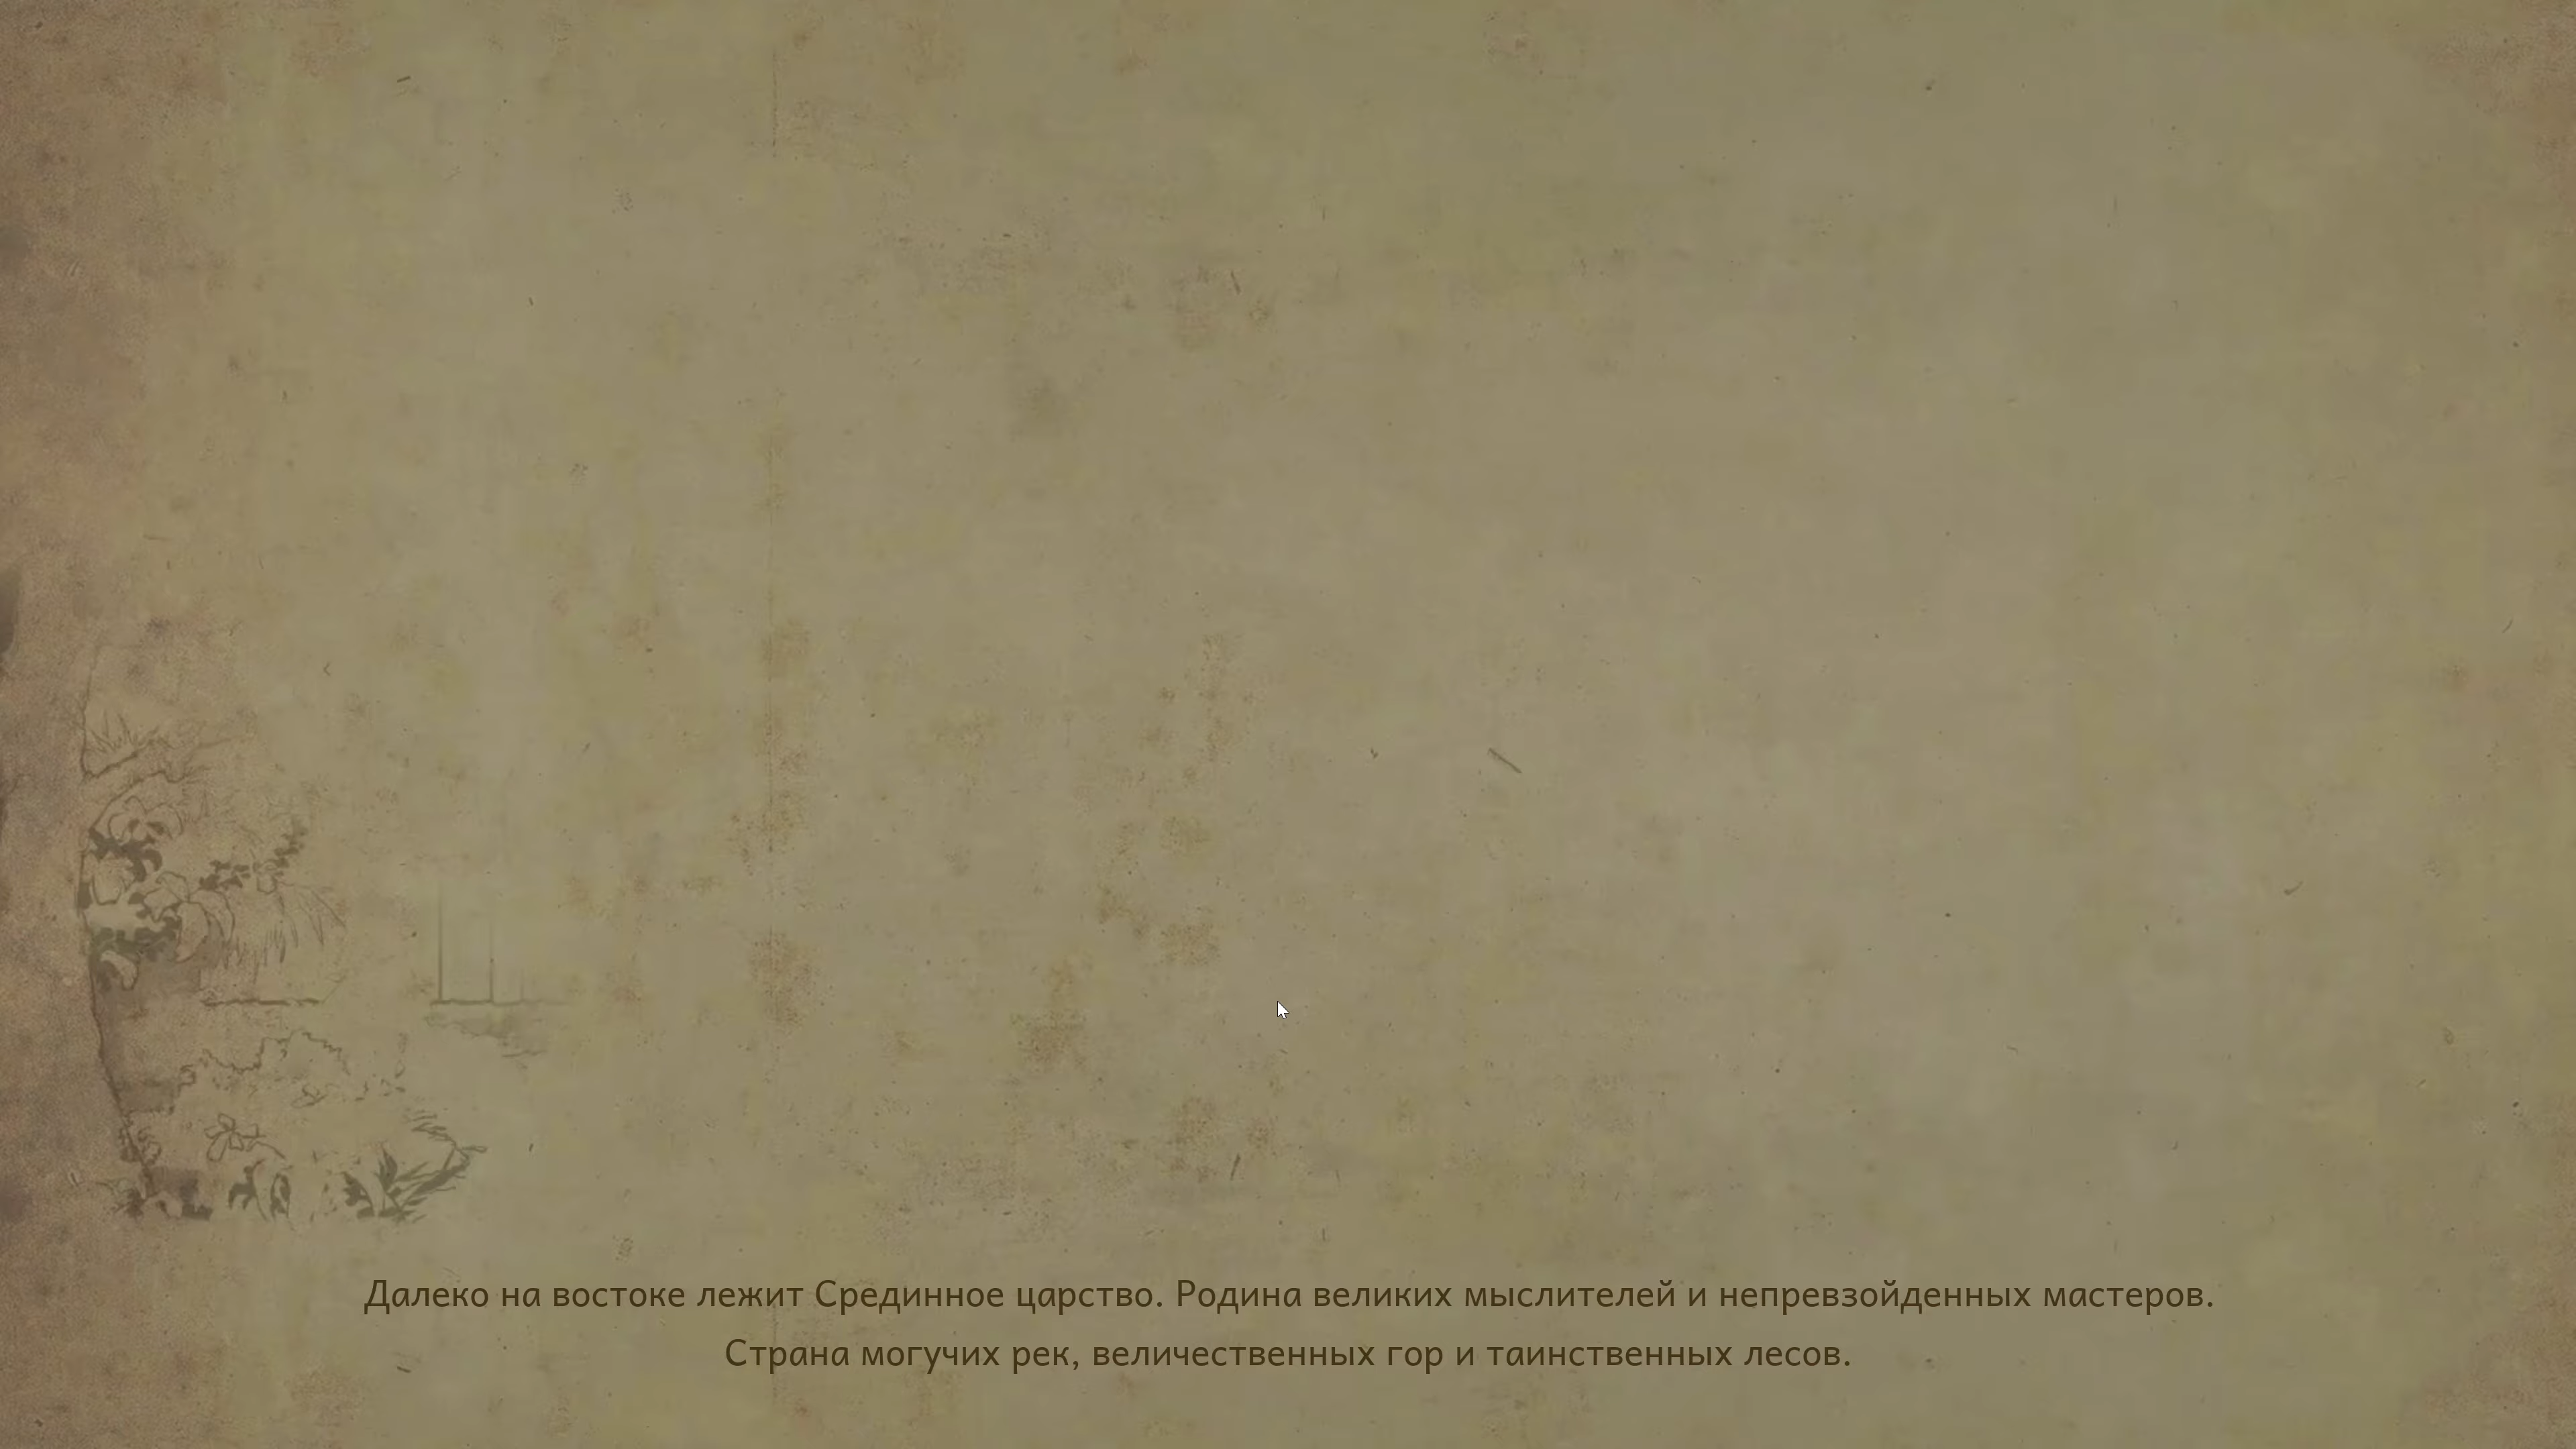 Далеко на востоке лежит Срединное царство. Родина великих мыслителей и непревзойденных мастеров.
Страна могучих рек, величественных гор и таинственных лесов.